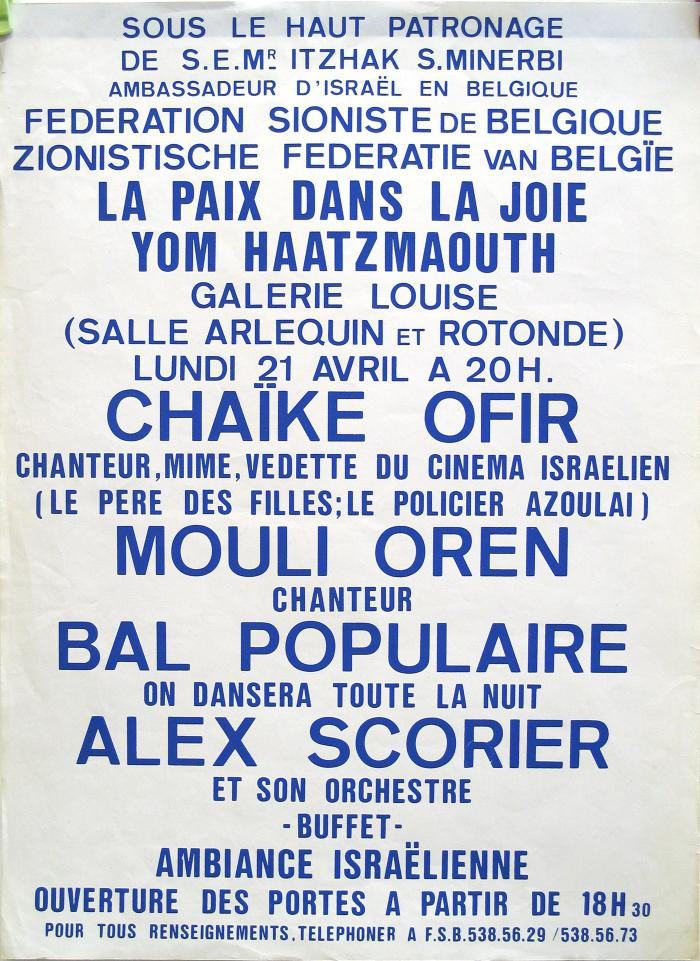 SOUS LE HAUT PATRONAGE
DE S.E.Mr ITZHAK S.MINERBI
AMBASSADEUR D'ISRAËL EN BELGIQUE
FEDERATION SIONISTE DE BELGIQUE
ZIONISTISCHE FEDERATIE VAN BELGÏE
LA PAIX DANS LA JOIE
YOM HAATZMAOUTH
GALERIE LOUISE
(SALLE ARLEQUIN ET ROTONDE)
LUNDI 21 AVRIL A 20H.
CHAÏKE OFIR
CHANTEUR,MIME,VEDETTE DU CINEMA ISRAELIEN
(LE PERE DES FILLES;LE POLICIER AZOULAI)
MOULI OREN
CHANTEUR
BAL POPULAIRE
ON DANSERA TOUTE LA NUIT
ALEX SCORIER
ET SON ORCHESTRE
-BUFFET-
AMBIANCE ISRAËLIENNE
OUVERTURE DES PORTES A PARTIR DE 18H30
POUR TOUS RENSEIGNEMENTS,TELEPHONER A F.S.B.538.56.29 /538.56.73